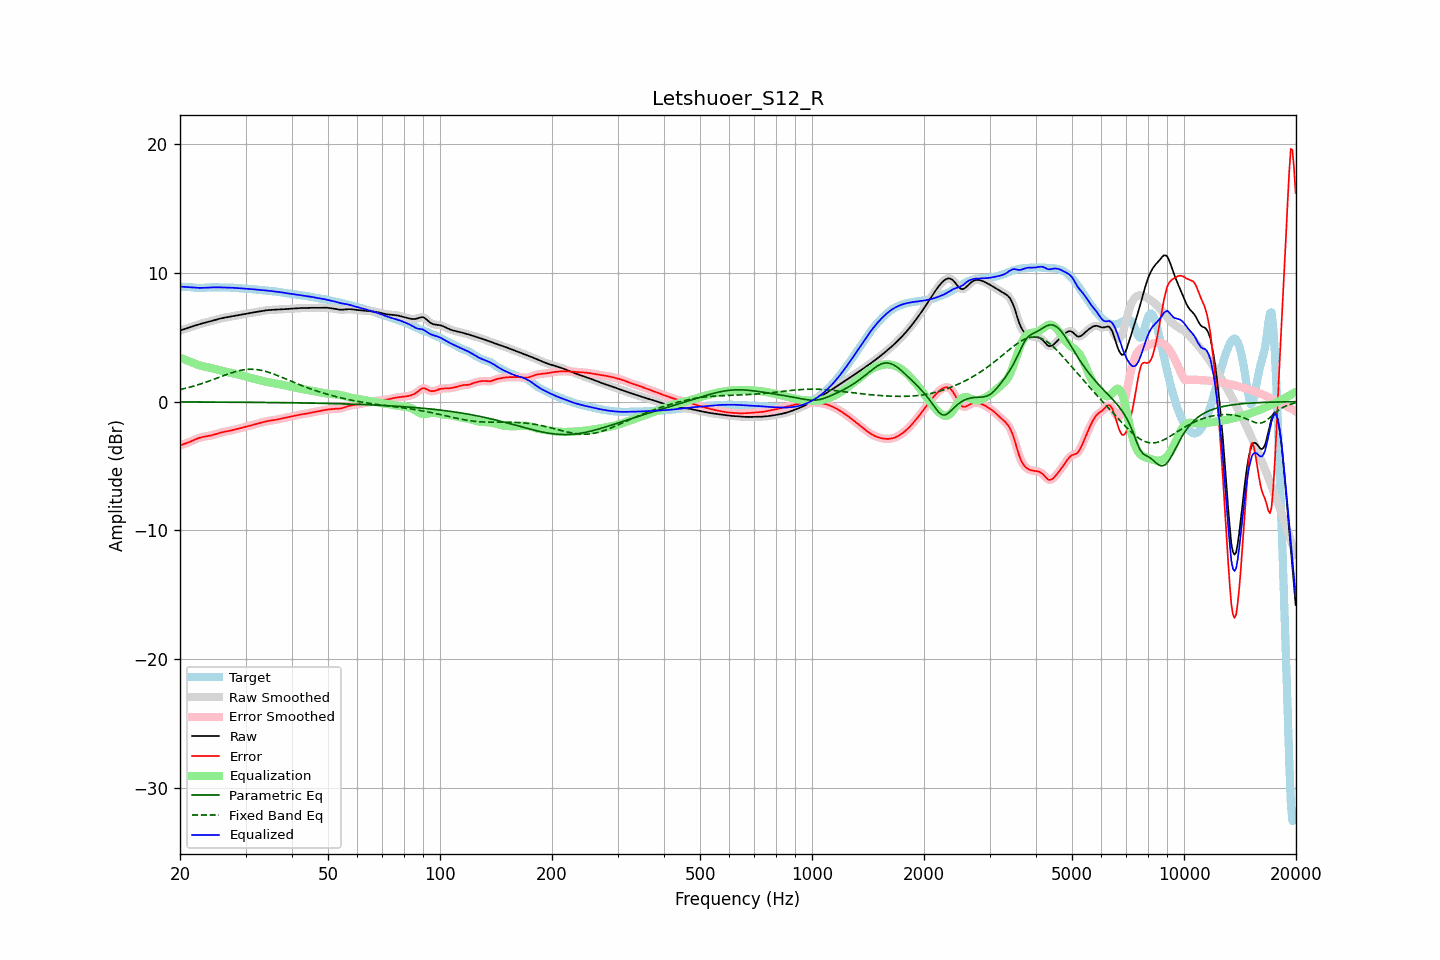 Letshuoer_S12_R
Amplitude (dBr)
20
10
0
−10
−20
−30
Target
Raw Smoothed
Error Smoothed
Raw
Error
Equalization
Parametric Eq
Fixed Band Eq
Equalized
20 50 100 200 500 1000 2000 5000 10000 20000
Frequency (Hz)